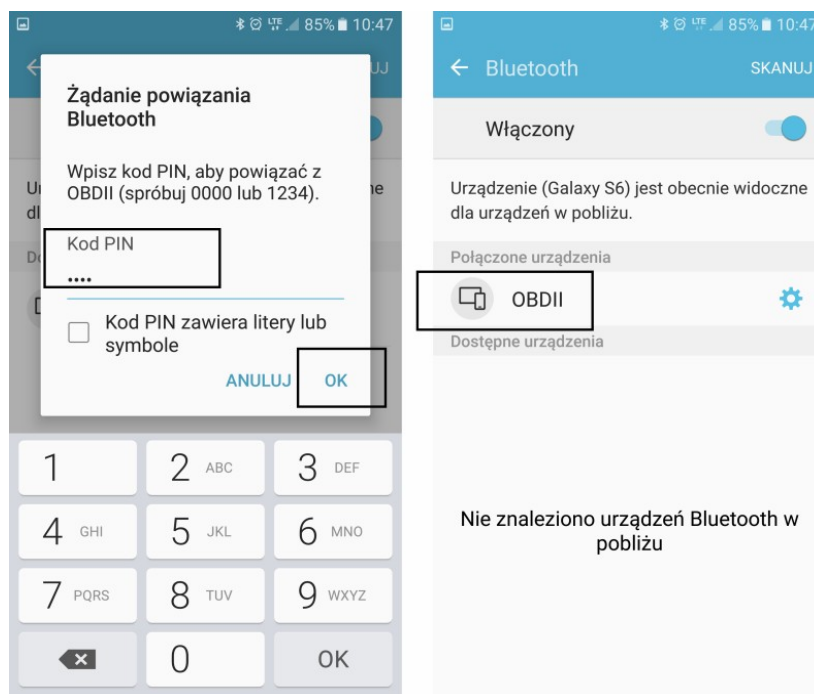 85% 10:47
UJ
Żądanie powiązania
Bluetooth
Wpisz kod PIN, aby powiązać z
OBDII (spróbuj 0000 lub 1234).
Kod PIN
....
Kod PIN zawiera litery lub
symbole
ANULUJ OK
1
2 ABC
3 DEF
4 GHI
5 JKL
6 MNO
7 PQRS
8 TUV
9 WXYZ
0
OK
LTE 85% 10:47
Bluetooth
SKANUJ
Włączony
Urządzenie (Galaxy S6) jest obecnie widoczne
dla urządzeń w pobliżu.
Połączone urządzenia
OBDII
Dostępne urządzenia
Nie znaleziono urządzeń Bluetooth w
pobliżu